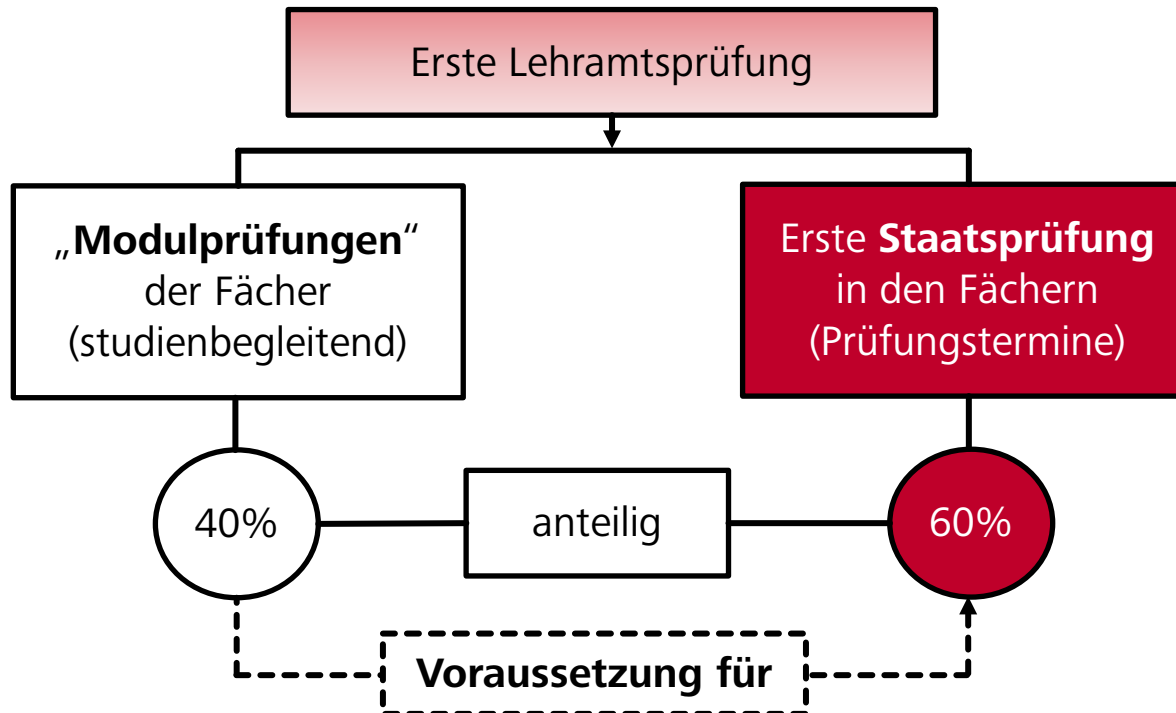 Erste Lehramtsprüfung
„Modulprüfungen“
der Fächer
(studienbegleitend)
Erste Staatsprüfung
in den Fächern
(Prüfungstermine)
40%
anteilig
60%
Voraussetzung für